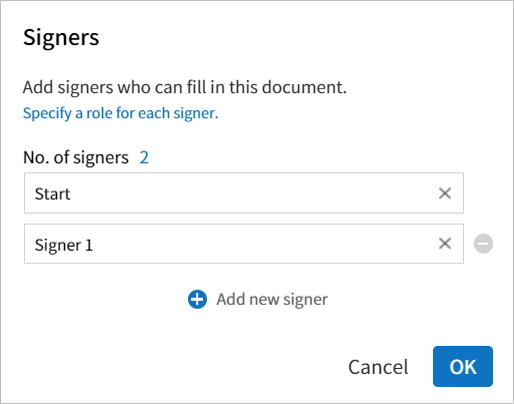 Signers
Add signers who can fill in this document.
Specify a role for each signer.
No. of signers 2
Start
Signer 1
Add new signer
Cancel OK